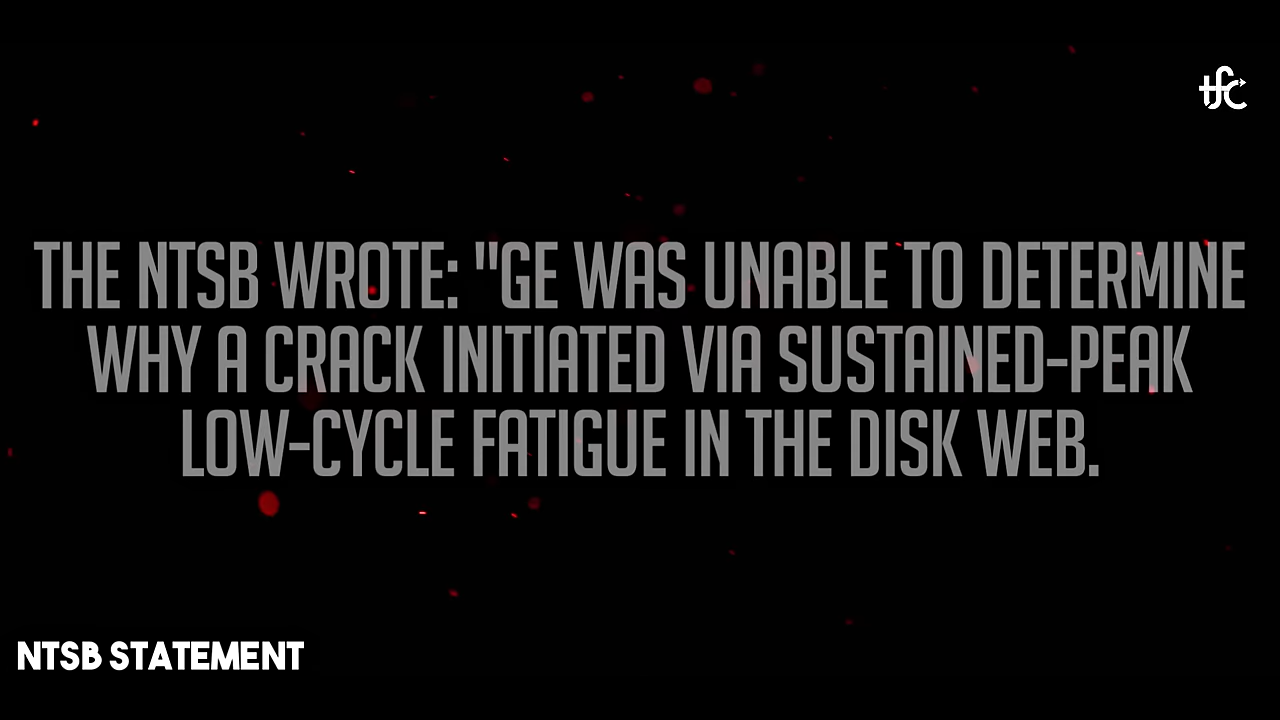 tfc
THE NTSB WROTE: "GE WAS UNABLE TO DETERMINE
WHY A CRACK INITIATED VIA SUSTAINED-PEAK
LOW-CYCLE FATIGUE IN THE DISK WEB.
NTSB STATEMENT